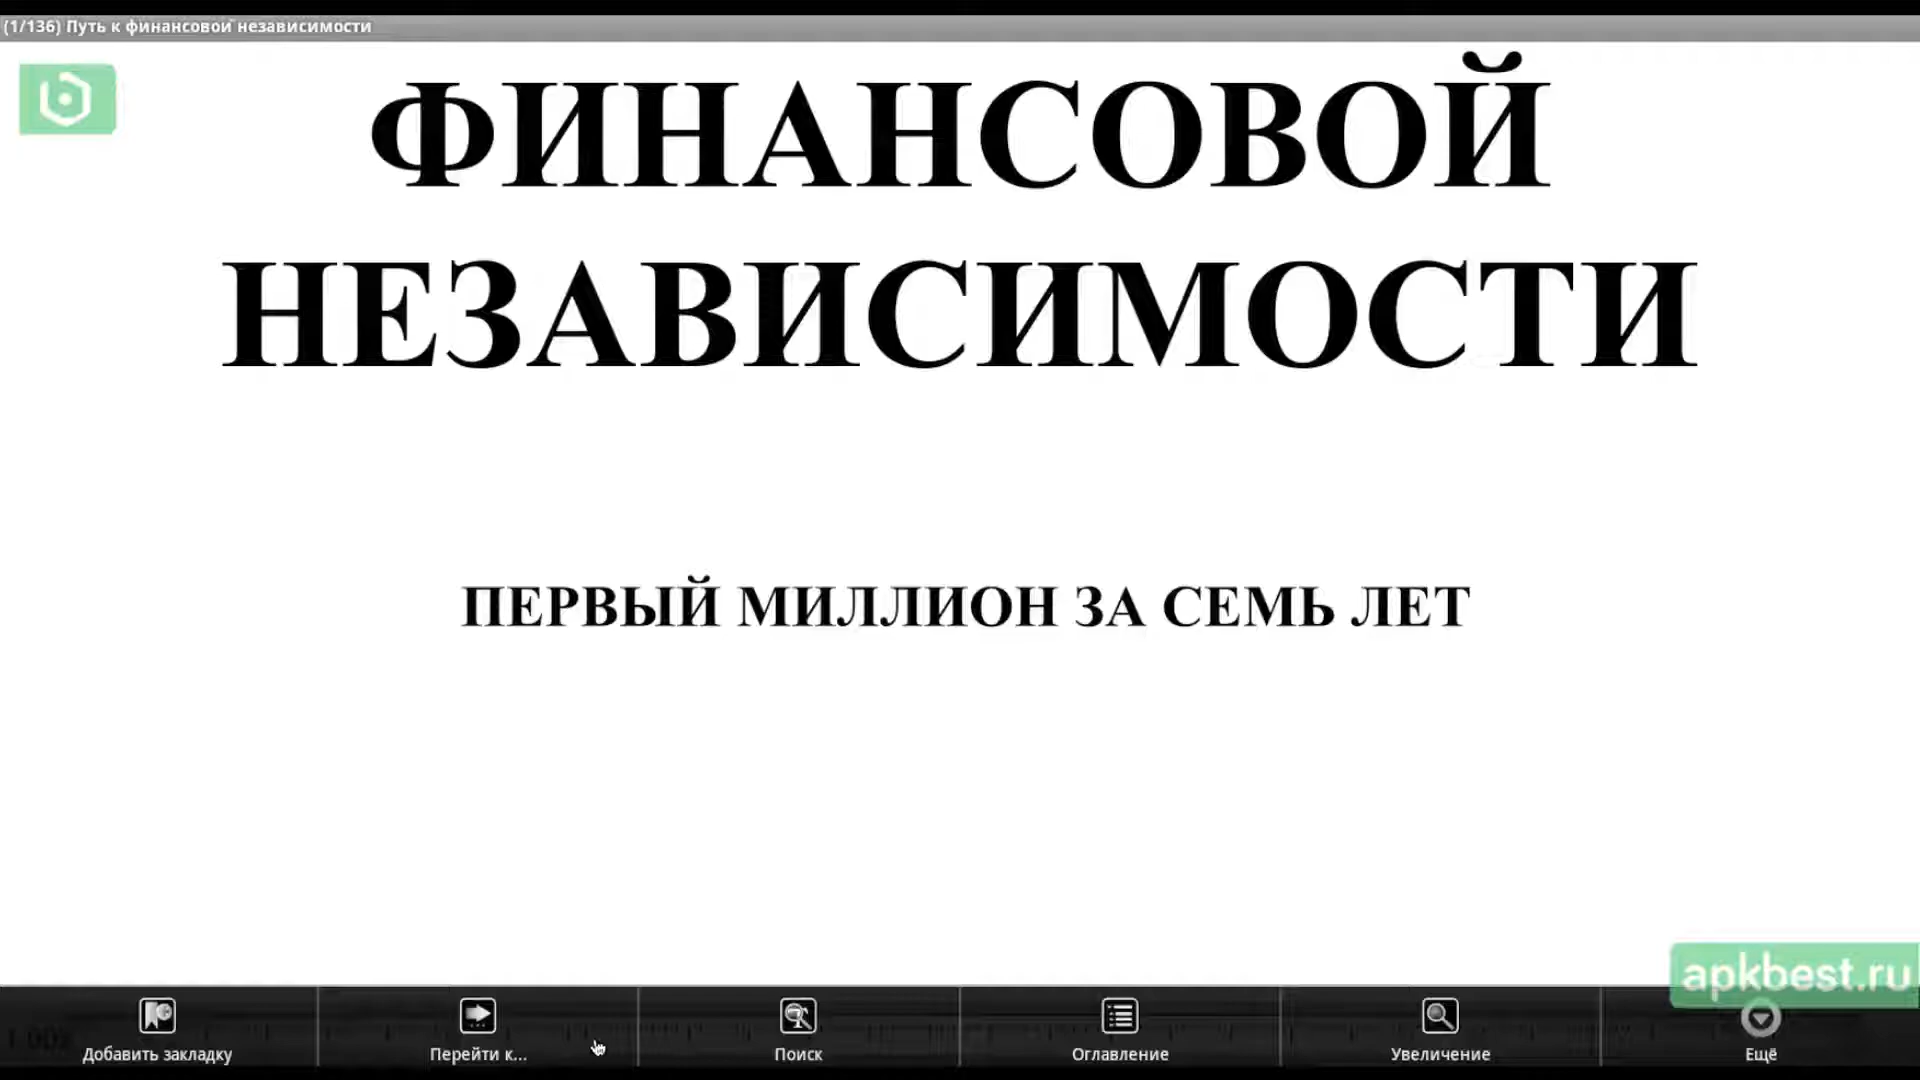 (1/136) Путь к финансовой независимости
ФИНАНСОВОЙ
НЕЗАВИСИМОСТИ
ПЕРВЫЙ МИЛЛИОН ЗА СЕМЬ ЛЕТ
apkbest.ru
Добавить закладку
Перейти к...
Поиск
Оглавление
Увеличение
Ещё